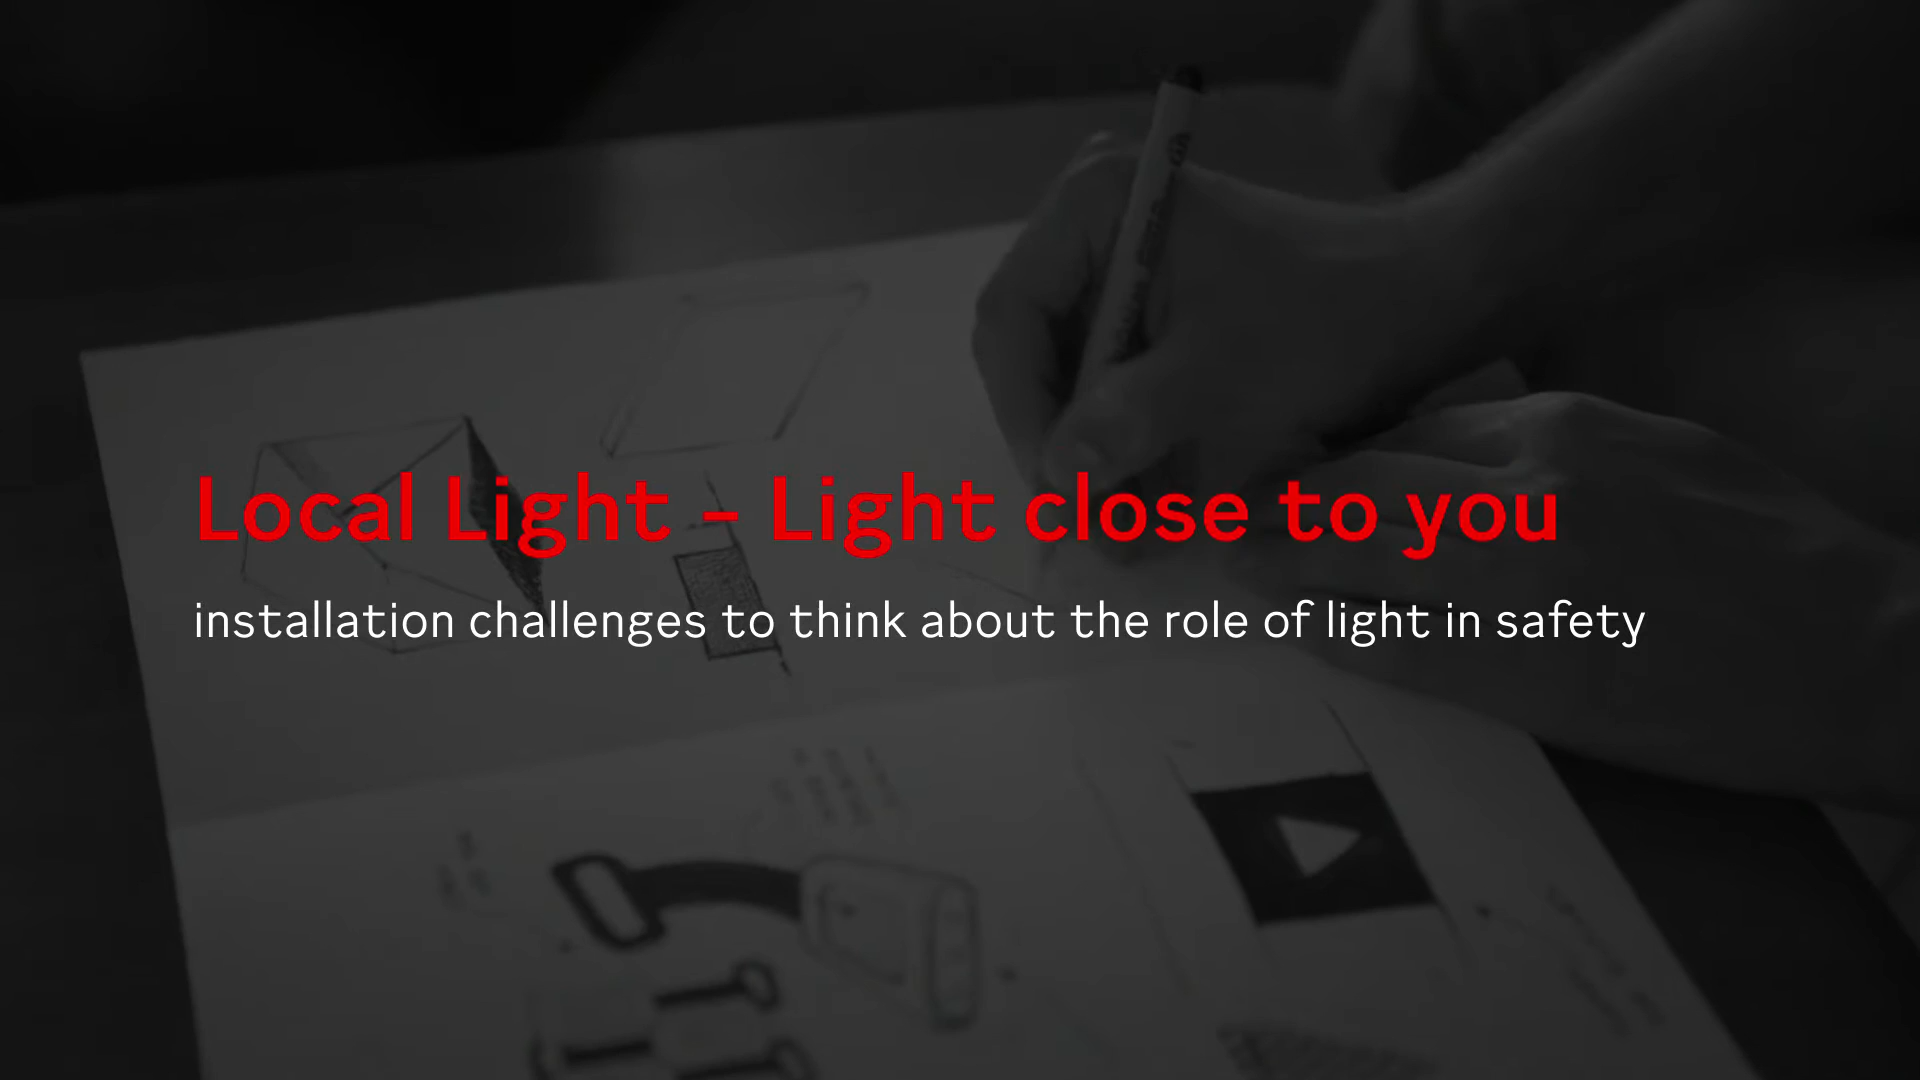 Local Light – Light close to you
installation challenges to think about the role of light in safety